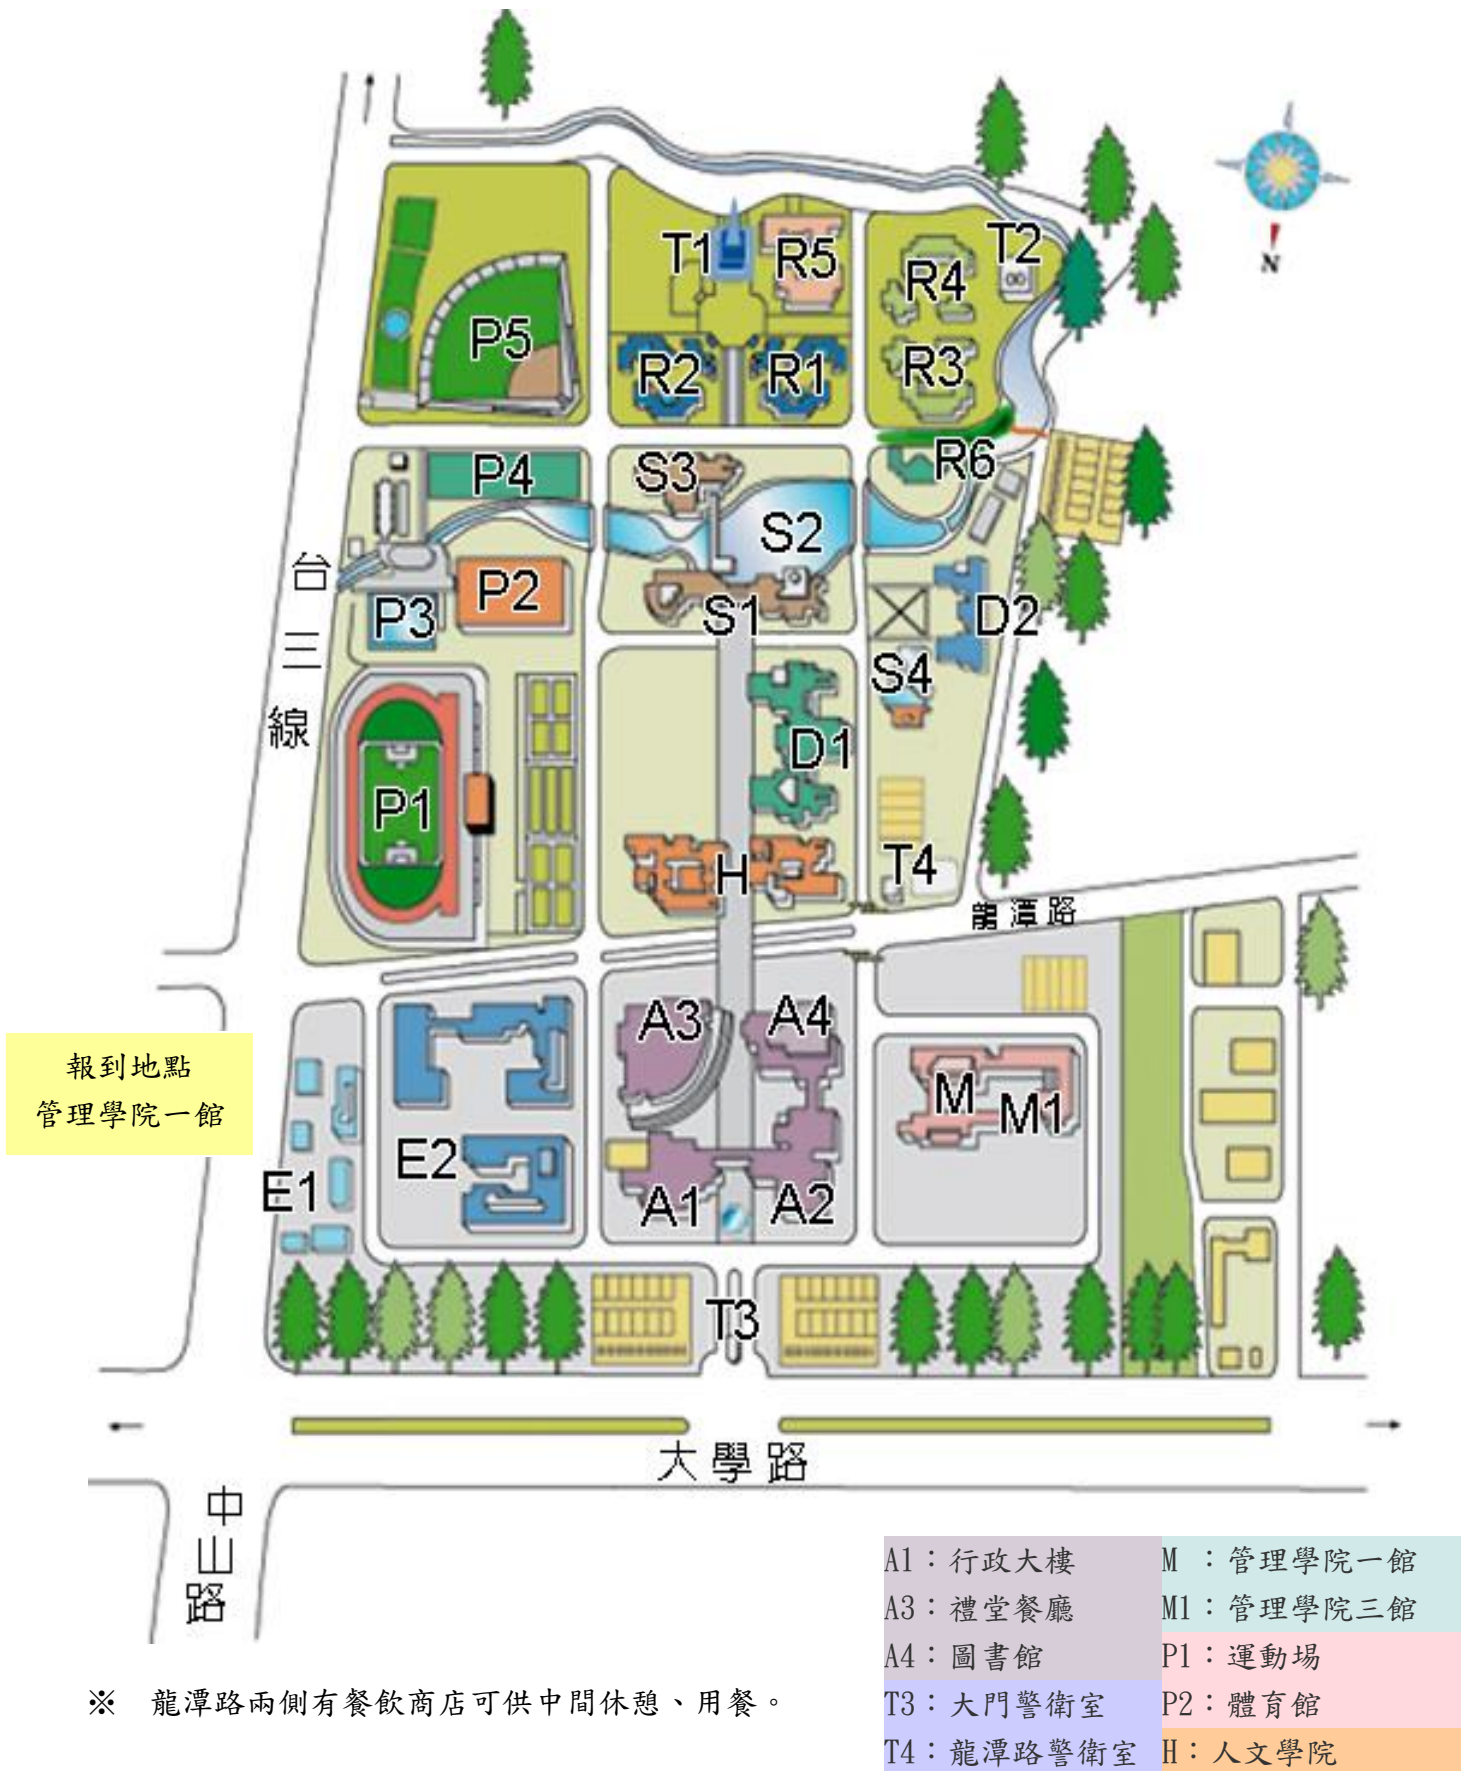 N
T1
R5
T2
R4
P5
R2
R1
R3
P4
S3
R6
S2
台三線
P3
P2
S1
D2
S4
D1
P1
H
T4
龍潭路
A3
A4
報到地點
管理學院一館
M
M1
E1
E2
A1
A2
T3
大學路
中山路
A1：行政大樓
M ：管理學院一館
A3：禮堂餐廳
M1：管理學院三館
A4：圖書館
P1：運動場
T3：大門警衛室
P2：體育館
T4：龍潭路警衛室
H：人文學院
※ 龍潭路兩側有餐飲商店可供中間休憩、用餐。